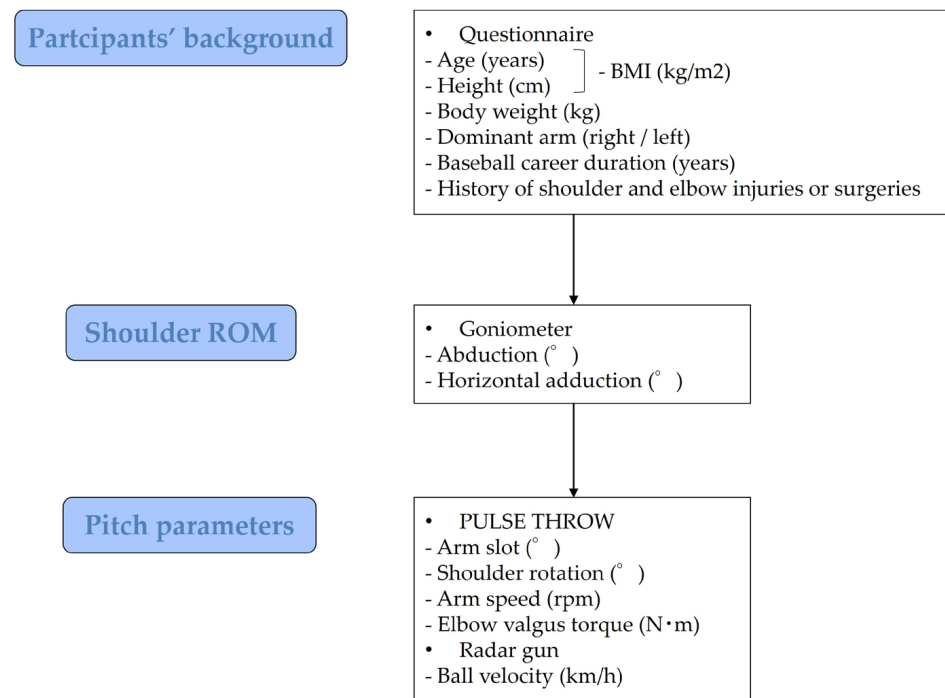 Partcipants' background
• Questionnaire
- Age (years)
- Height (cm)
- BMI (kg/m2)
- Body weight (kg)
- Dominant arm (right / left)
- Baseball career duration (years)
- History of shoulder and elbow injuries or surgeries
Shoulder ROM
• Goniometer
- Abduction (°)
- Horizontal adduction (°)
Pitch parameters
• PULSE THROW
- Arm slot (°)
- Shoulder rotation (°)
- Arm speed (rpm)
- Elbow valgus torque (N・m)
• Radar gun
- Ball velocity (km/h)